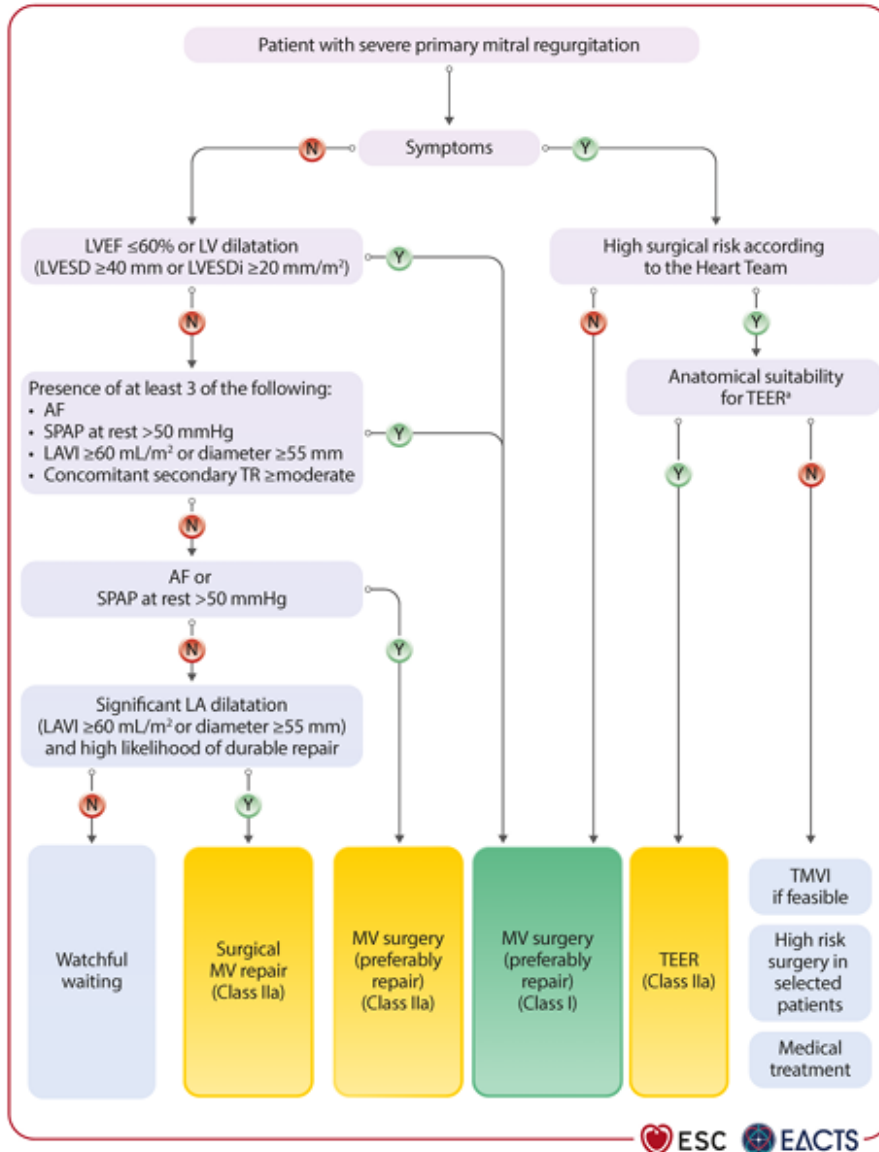 Patient with severe primary mitral regurgitation
Symptoms
N
Y
LVEF ≤60% or LV dilatation
(LVESD ≥40 mm or LVESDi ≥20 mm/m²)
Y
High surgical risk according
to the Heart Team
N
N
Y
Presence of at least 3 of the following:
• AF
• SPAP at rest >50 mmHg
• LAVI ≥60 mL/m² or diameter ≥55 mm
• Concomitant secondary TR ≥moderate
Y
Anatomical suitability
for TEERᵃ
Y
N
N
AF or
SPAP at rest >50 mmHg
Y
N
Significant LA dilatation
(LAVI ≥60 mL/m² or diameter ≥55 mm)
and high likelihood of durable repair
N
Y
Watchful
waiting
Surgical
MV repair
(Class IIa)
MV surgery
(preferably
repair)
(Class IIa)
MV surgery
(preferably
repair)
(Class I)
TEER
(Class IIa)
TMVI
if feasible
High risk
surgery in
selected
patients
Medical
treatment
ESC
EACTS